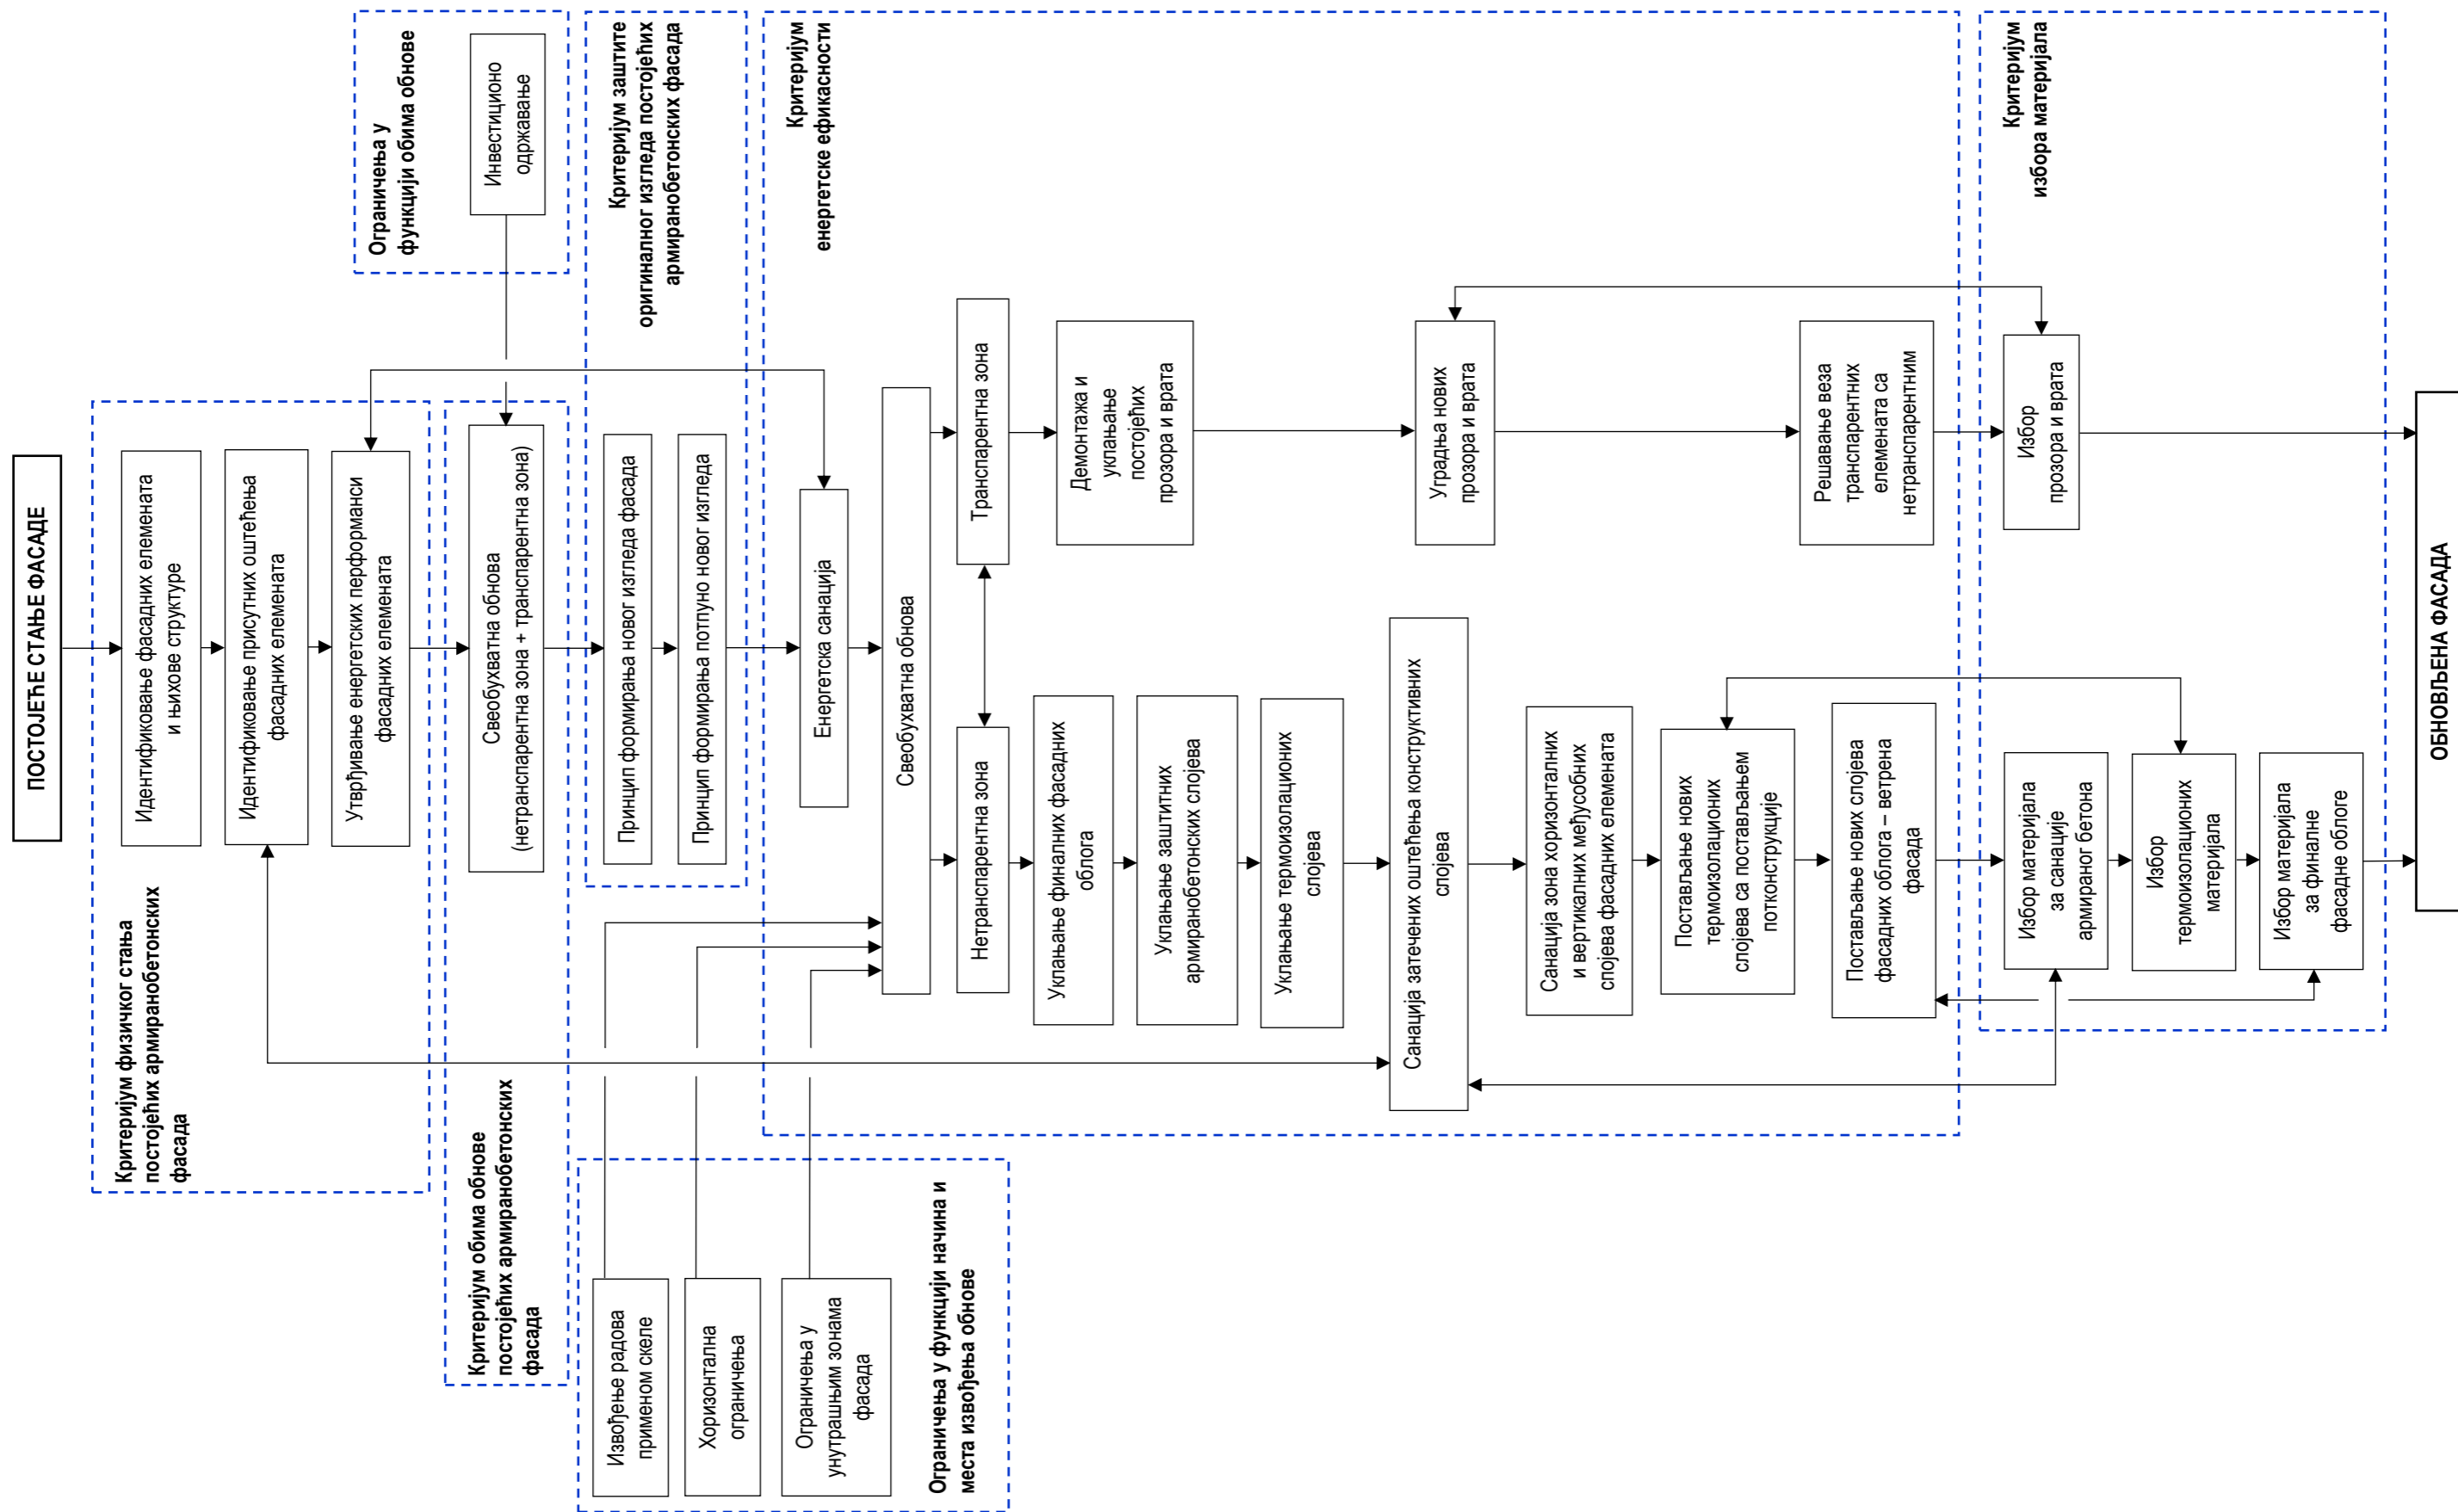 ПОСТОЈЕЋЕ СТАЊЕ ФАСАДЕ
Критеријум физичког стања
постојећих армиранобетонских
фасада
Идентификовање фасадних елемената
и њихове структуре
Идентификовање присутних оштећења
фасадних елемената
Утврђивање енергетских перформанси
фасадних елемената
Ограничења у
функцији обима обнове
Инвестиционо
одржавање
Критеријум обима обнове
постојећих армиранобетонских
фасада
Свеобухватна обнова
(нетранспарентна зона + транспарентна зона)
Критеријум заштите
оригиналног изгледа постојећих
армиранобетонских фасада
Принцип формирања новог изгледа фасада
Принцип формирања потпуно новог изгледа
Извођење радова
применом скеле
Хоризонтална
ограничења
Ограничења у
унутрашњим зонама
фасада
Ограничења у функцији начина и
места извођења обнове
Критеријум
енергетске ефикасности
Енергетска санација
Свеобухватна обнова
Нетранспарентна зона
Транспарентна зона
Уклањање финалних фасадних
облога
Демонтажа и
уклањање
постојећих
прозора и врата
Уклањање заштитних
армиранобетонских слојева
Уклањање термоизолационих
слојева
Санација затечених оштећења конструктивних
слојева
Уградња нових
прозора и врата
Санација зона хоризонталних
и вертикалних међусобних
спојева фасадних елемената
Постављање нових
термоизолационих
слојева са постављањем
потконструкције
Постављање нових слојева
фасадних облога – ветрена
фасада
Решавање веза
транспарентних
елемената са
нетранспарентним
Критеријум
избора материјала
Избор материјала
за санације
армираног бетона
Избор
прозора и врата
Избор
термоизолационих
материјала
Избор материјала
за финалне
фасадне облоге
ОБНОВЉЕНА ФАСАДА